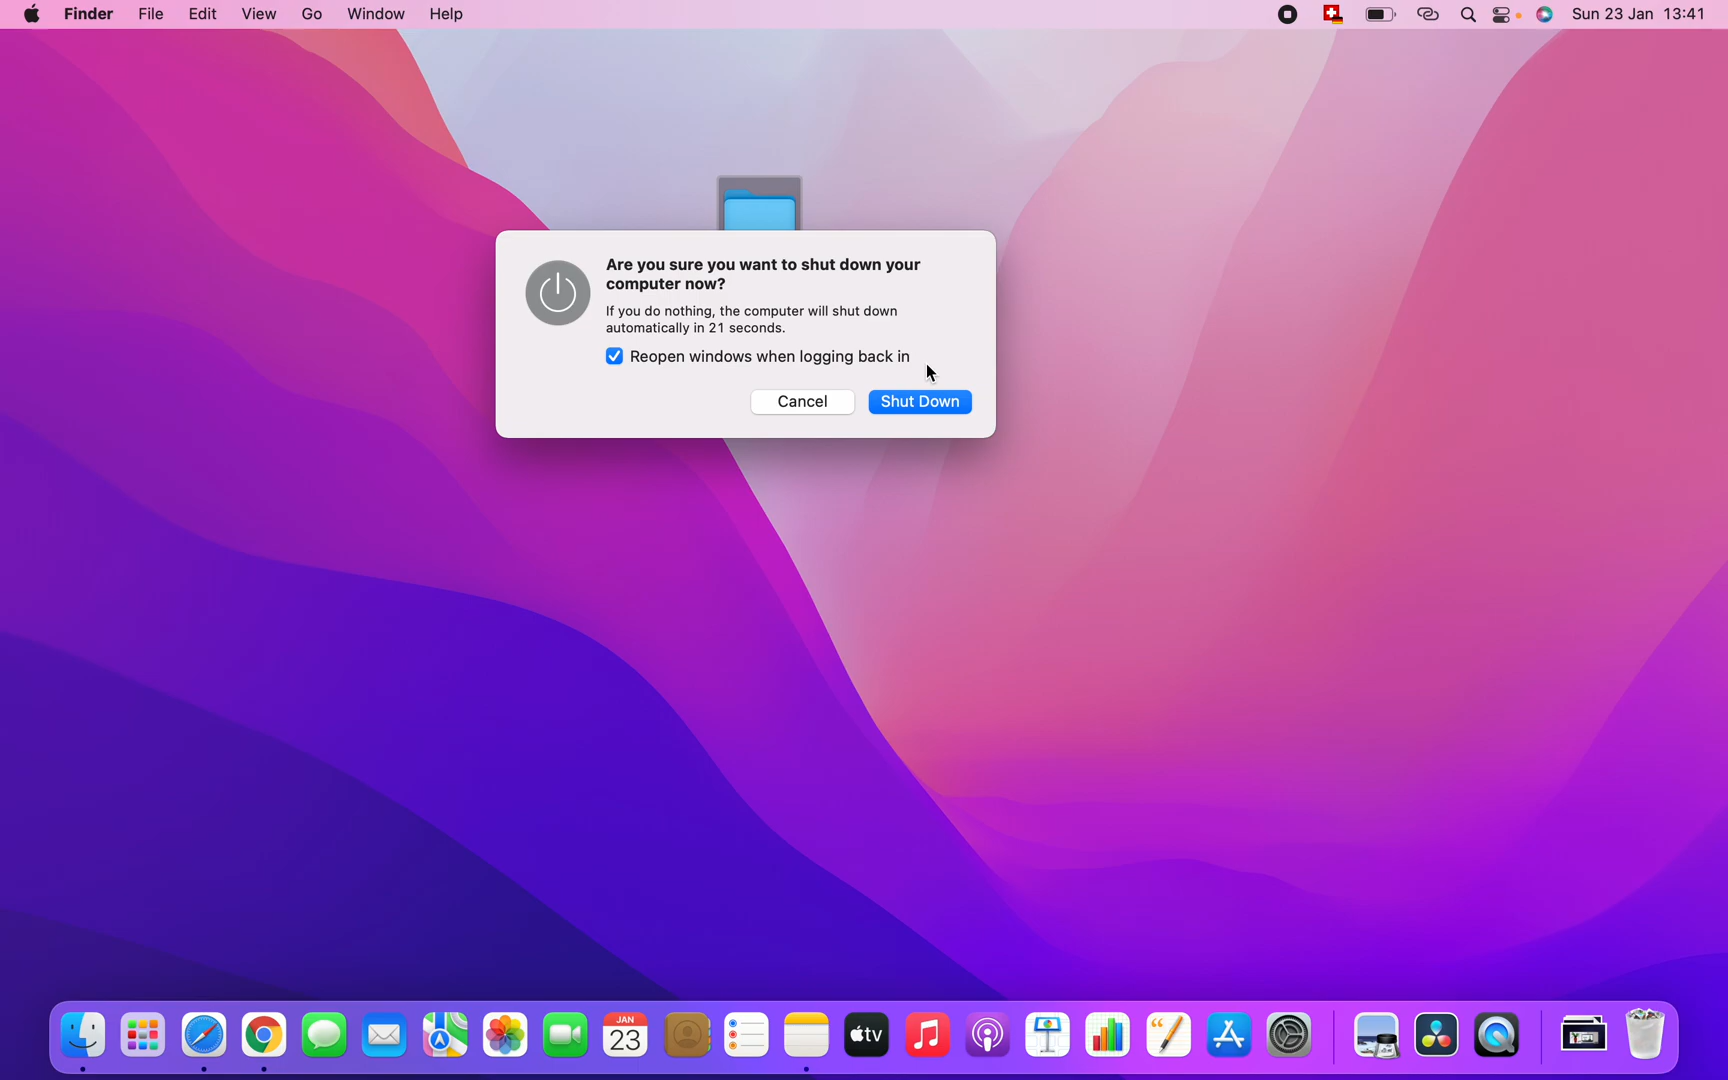 Finder File Edit View Go Window Help Sun 23 Jan 13:41
Are you sure you want to shut down your
computer now?
If you do nothing, the computer will shut down
automatically in 21 seconds.
Reopen windows when logging back in
Cancel Shut Down
JAN
23
tv